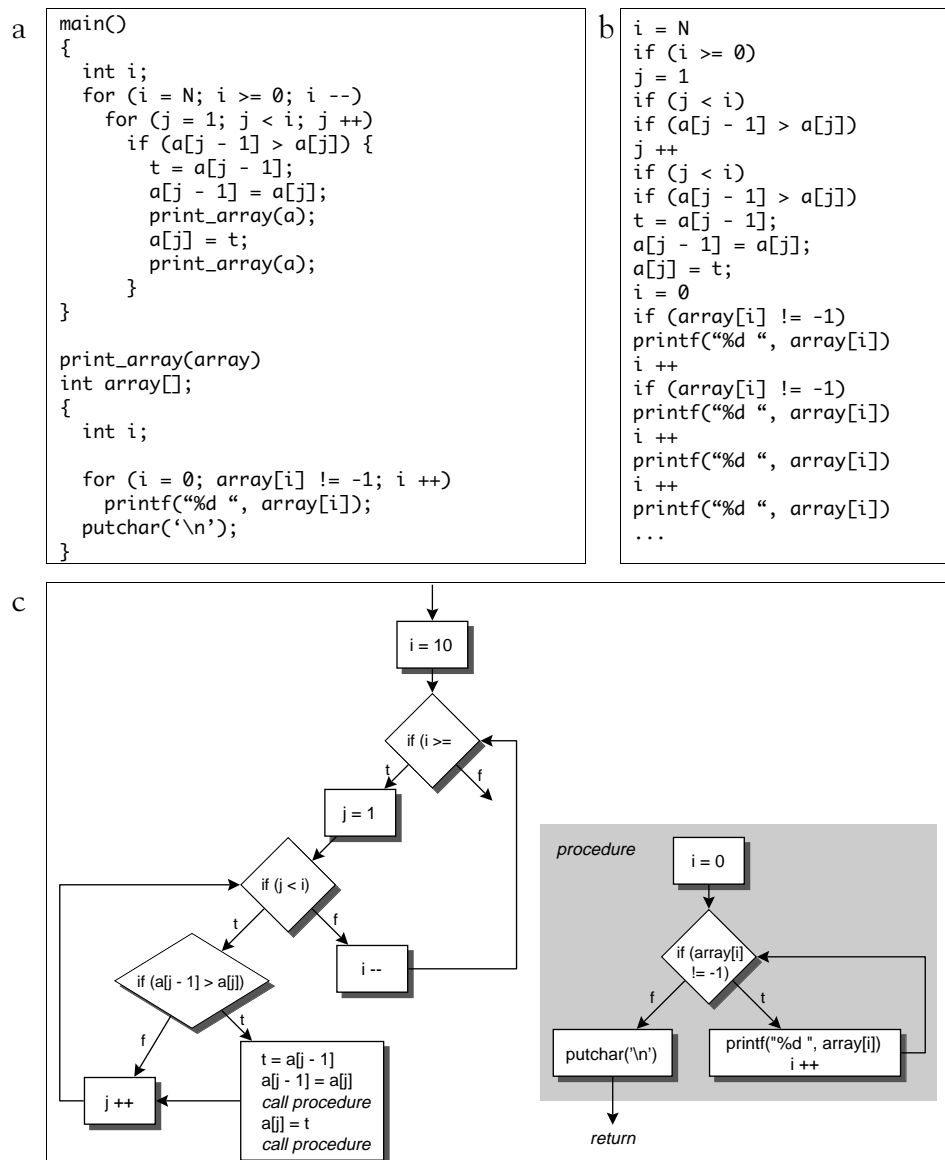 a
main()
{
  int i;
  for (i = N; i >= 0; i --)
    for (j = 1; j < i; j ++)
      if (a[j - 1] > a[j]) {
        t = a[j - 1];
        a[j - 1] = a[j];
        print_array(a);
        a[j] = t;
        print_array(a);
      }
}
print_array(array)
int array[];
{
  int i;
  for (i = 0; array[i] != -1; i ++)
    printf(“%d “, array[i]);
  putchar(‘\n’);
}
b
i = N
if (i >= 0)
j = 1
if (j < i)
if (a[j - 1] > a[j])
j ++
if (j < i)
if (a[j - 1] > a[j])
t = a[j - 1];
a[j - 1] = a[j];
a[j] = t;
i = 0
if (array[i] != -1)
printf(“%d “, array[i])
i ++
if (array[i] != -1)
printf(“%d “, array[i])
i ++
printf(“%d “, array[i])
i ++
printf(“%d “, array[i])
...
c
i = 10
if (i >=
t
f
j = 1
if (j < i)
t
f
i --
if (a[j - 1] > a[j])
f
t
j ++
t = a[j - 1]
a[j - 1] = a[j]
call procedure
a[j] = t
call procedure
procedure
i = 0
if (array[i]
!= -1)
f
t
putchar('\n')
printf("%d ", array[i])
i ++
return